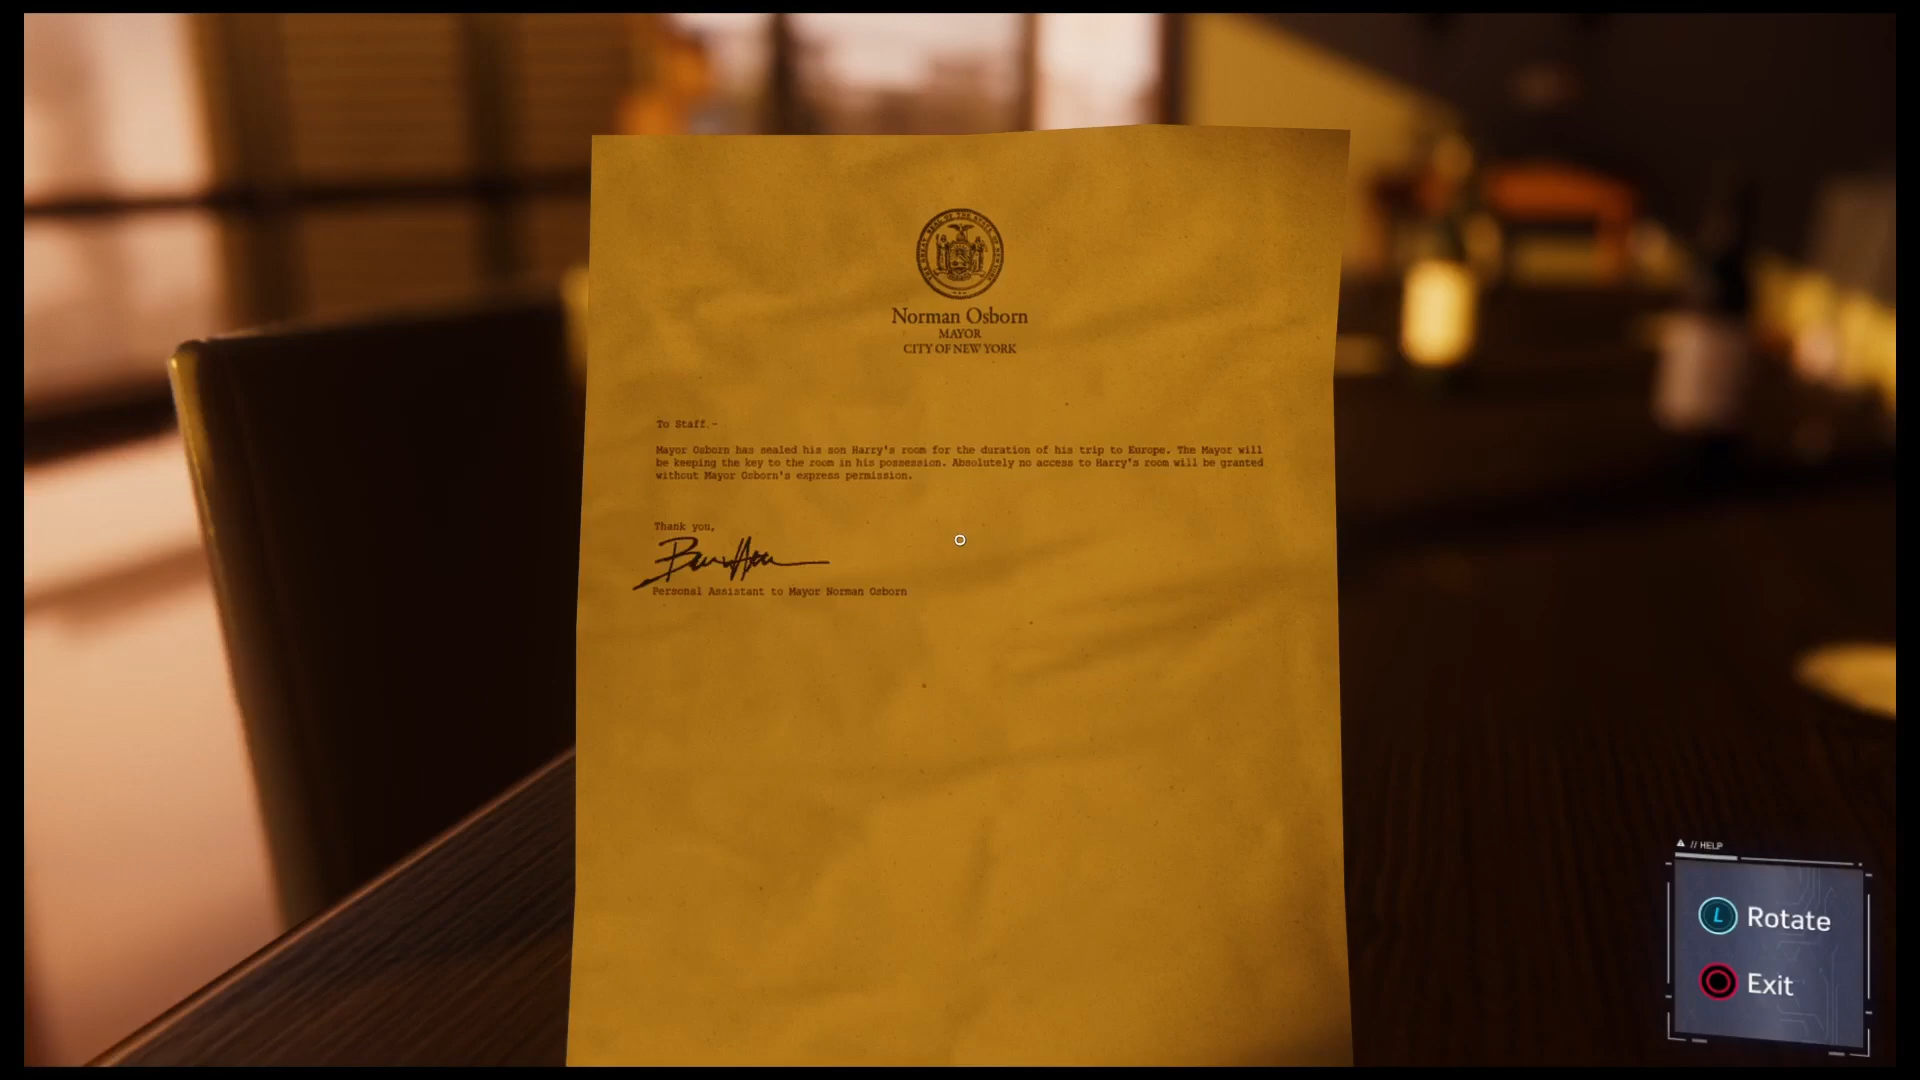 Norman Osborn
MAYOR
CITY OF NEW YORK
To Staff.-
Mayor Osborn has sealed his son Harry's room for the duration of his trip to Europe. The Mayor will
be keeping the key to the room in his possession. Absolutely no access to Harry's room will be granted
without Mayor Osborn's express permission.
Thank you,
Personal Assistant to Mayor Norman Osborn
// HELP
L Rotate
Exit